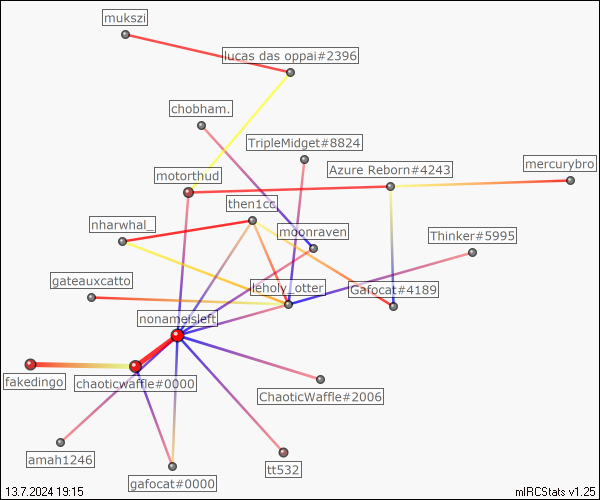 mukszi
lucas das oppai#2396
chobham.
TripleMidget#8824
Azure Reborn#4243
mercurybro
motorthud
then1cc
nharwhal_
moonraven
Thinker#5995
gateauxcatto
leholy_otter
Gafocat#4189
nonameisleft
fakedingo
chaoticwaffle#0000
ChaoticWaffle#2006
amah1246
gafocat#0000
tt532
13.7.2024 19:15
mIRCStats v1.25